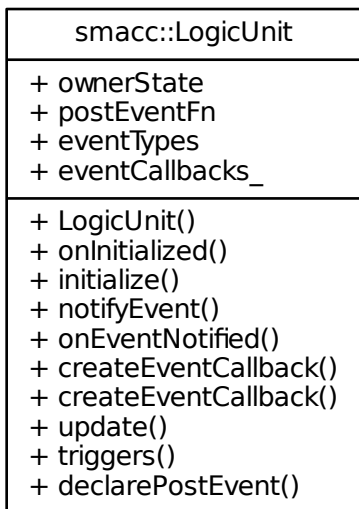 smacc::LogicUnit
+ ownerState
+ postEventFn
+ eventTypes
+ eventCallbacks_
+ LogicUnit()
+ onInitialized()
+ initialize()
+ notifyEvent()
+ onEventNotified()
+ createEventCallback()
+ createEventCallback()
+ update()
+ triggers()
+ declarePostEvent()